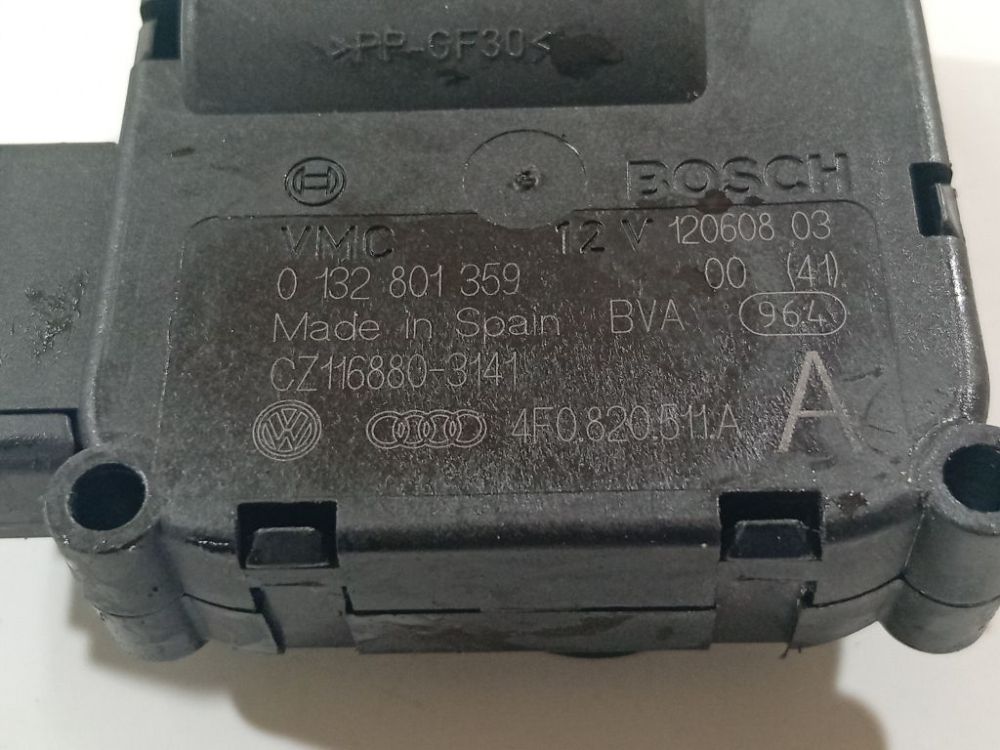 >PP-GF30<
BOSCH
VMC 12 V 120608 03
0 132 801 359 00 (41)
Made in Spain BVA 964
CZ116880-3141
VW 4F0.820.511.A A